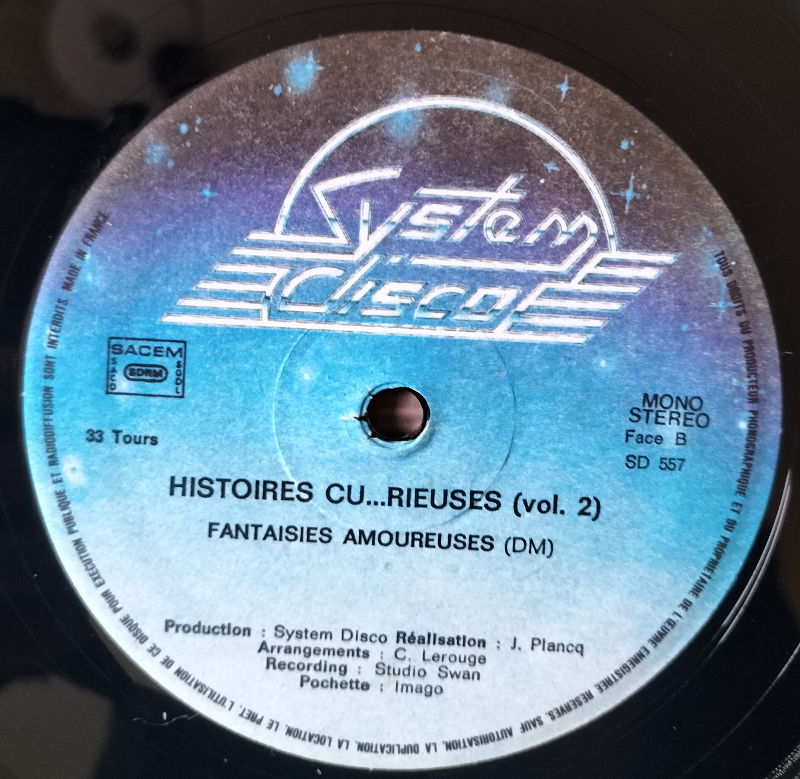 System
disco
SACEM
SACD
SDRM
SGDL
33 Tours
MONO
STEREO
Face B
SD 557
HISTOIRES CU...RIEUSES (vol. 2)
FANTAISIES AMOUREUSES (DM)
Production : System Disco Réalisation : J. Plancq
Arrangements : C. Lerouge
Recording : Studio Swan
Pochette : Imago
TOUS DROITS DU PRODUCTEUR PHONOGRAPHIQUE ET DU PROPRIETAIRE DE L'ŒUVRE ENREGISTREE RESERVES. SAUF AUTORISATION, LA DUPLICATION, LA LOCATION, LE PRET, L'UTILISATION DE CE DISQUE POUR EXECUTION PUBLIQUE ET RADIODIFFUSION SONT INTERDITS. MADE IN FRANCE